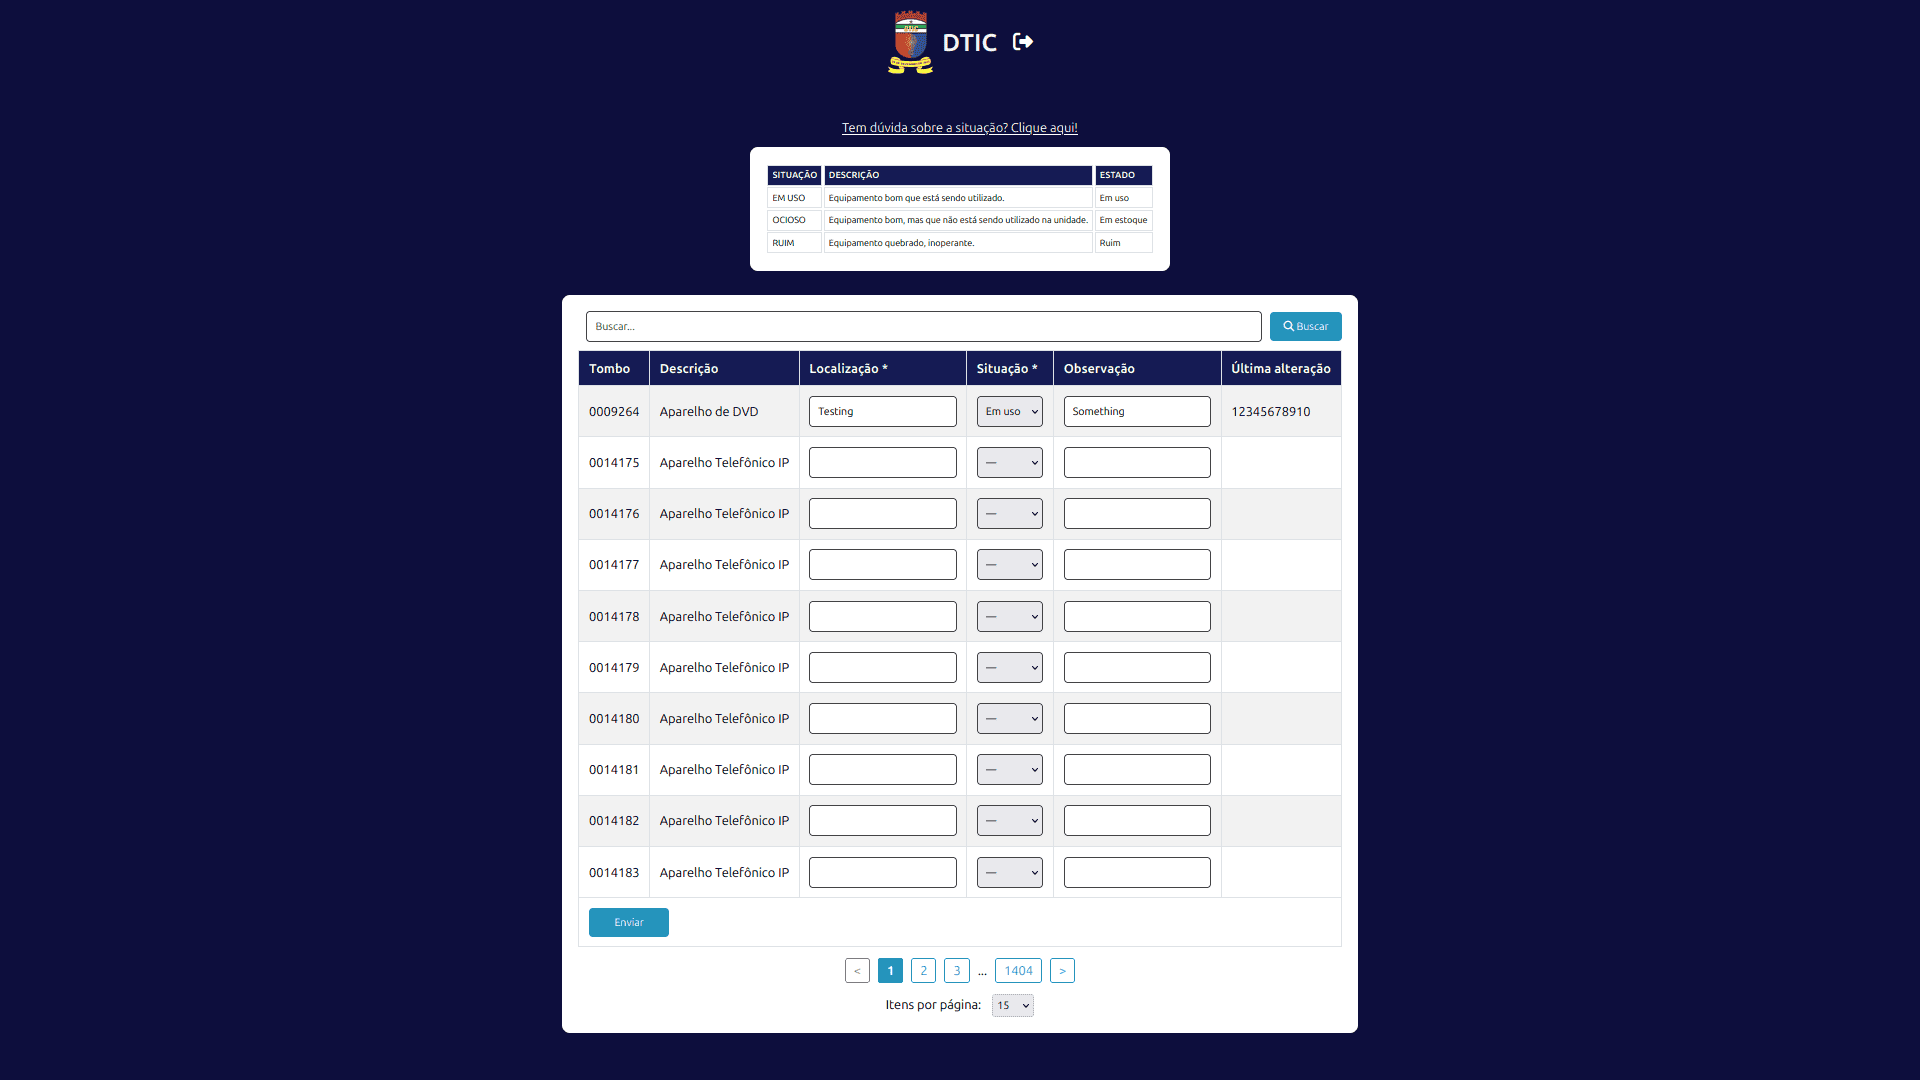 DTIC
Tem dúvida sobre a situação? Clique aqui!
SITUAÇÃO DESCRIÇÃO ESTADO
EM USO Equipamento bom que está sendo utilizado. Em uso
OCIOSO Equipamento bom, mas que não está sendo utilizado na unidade. Em estoque
RUIM Equipamento quebrado, inoperante. Ruim
Buscar... Buscar
Tombo Descrição Localização * Situação * Observação Última alteração
0009264 Aparelho de DVD Testing Em uso Something 12345678910
0014175 Aparelho Telefônico IP —
0014176 Aparelho Telefônico IP —
0014177 Aparelho Telefônico IP —
0014178 Aparelho Telefônico IP —
0014179 Aparelho Telefônico IP —
0014180 Aparelho Telefônico IP —
0014181 Aparelho Telefônico IP —
0014182 Aparelho Telefônico IP —
0014183 Aparelho Telefônico IP —
Enviar
< 1 2 3 ... 1404 >
Itens por página: 15